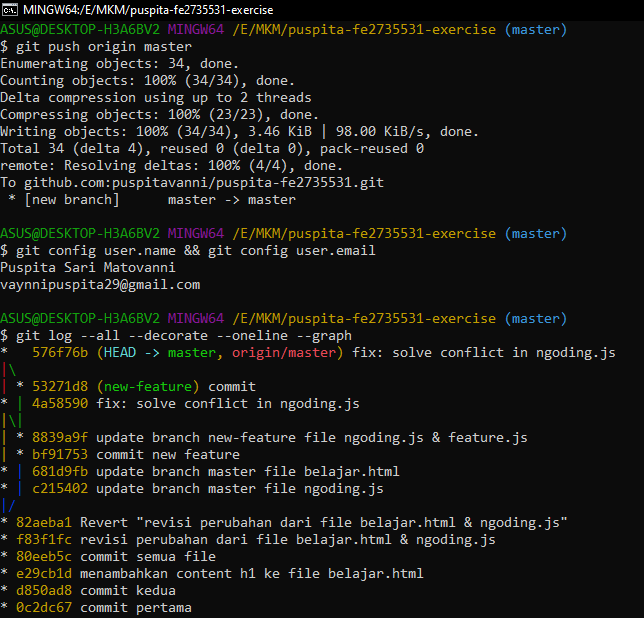 MINGW64:/E/MKM/puspita-fe2735531-exercise
ASUS@DESKTOP-H3A6BV2 MINGW64 /E/MKM/puspita-fe2735531-exercise (master)
$ git push origin master
Enumerating objects: 34, done.
Counting objects: 100% (34/34), done.
Delta compression using up to 2 threads
Compressing objects: 100% (23/23), done.
Writing objects: 100% (34/34), 3.46 KiB | 98.00 KiB/s, done.
Total 34 (delta 4), reused 0 (delta 0), pack-reused 0
remote: Resolving deltas: 100% (4/4), done.
To github.com:puspitavanni/puspita-fe2735531.git
 * [new branch]      master -> master
ASUS@DESKTOP-H3A6BV2 MINGW64 /E/MKM/puspita-fe2735531-exercise (master)
$ git config user.name && git config user.email
Puspita Sari Matovanni
vaynnipuspita29@gmail.com
ASUS@DESKTOP-H3A6BV2 MINGW64 /E/MKM/puspita-fe2735531-exercise (master)
$ git log --all --decorate --oneline --graph
*   576f76b (HEAD -> master, origin/master) fix: solve conflict in ngoding.js
|\
| * 53271d8 (new-feature) commit
* | 4a58590 fix: solve conflict in ngoding.js
|\|
| * 8839a9f update branch new-feature file ngoding.js & feature.js
| * bf91753 commit new feature
* | 681d9fb update branch master file belajar.html
* | c215402 update branch master file ngoding.js
|/
* 82aeba1 Revert "revisi perubahan dari file belajar.html & ngoding.js"
* f83f1fc revisi perubahan dari file belajar.html & ngoding.js
* 80eeb5c commit semua file
* e29cb1d menambahkan content h1 ke file belajar.html
* d850ad8 commit kedua
* 0c2dc67 commit pertama